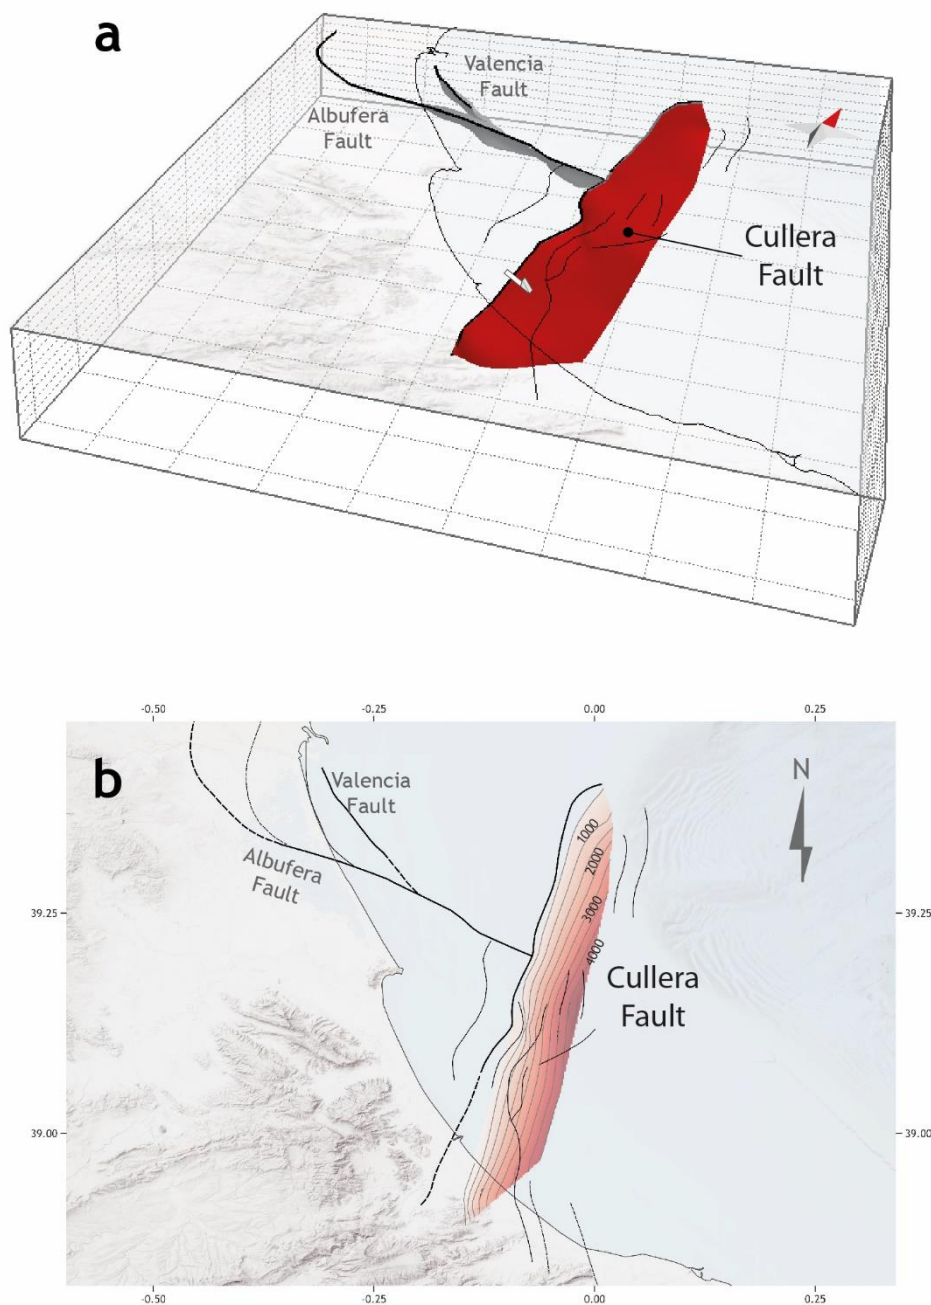 a
Valencia
Fault
Albufera
Fault
Cullera
Fault
-0.50
-0.25
0.00
0.25
b
N
Valencia
Fault
Albufera
Fault
1000
2000
3000
4000
39.25
39.25
Cullera
Fault
39.00
39.00
-0.50
-0.25
0.00
0.25